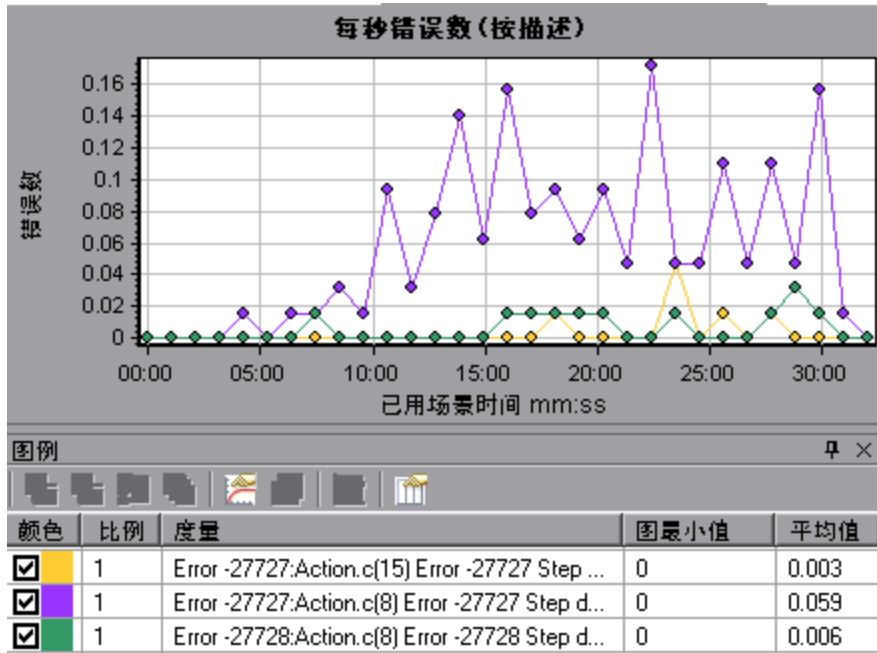 每秒错误数(按描述)
0.16
0.14
0.12
0.1
0.08
0.06
0.04
0.02
0
错误数
00:00 05:00 10:00 15:00 20:00 25:00 30:00
已用场景时间 mm:ss
图例
颜色 比例 度量 图最小值 平均值
1 Error -27727:Action.c(15) Error -27727 Step ... 0 0.003
1 Error -27727:Action.c(8) Error -27727 Step d... 0 0.059
1 Error -27728:Action.c(8) Error -27728 Step d... 0 0.006